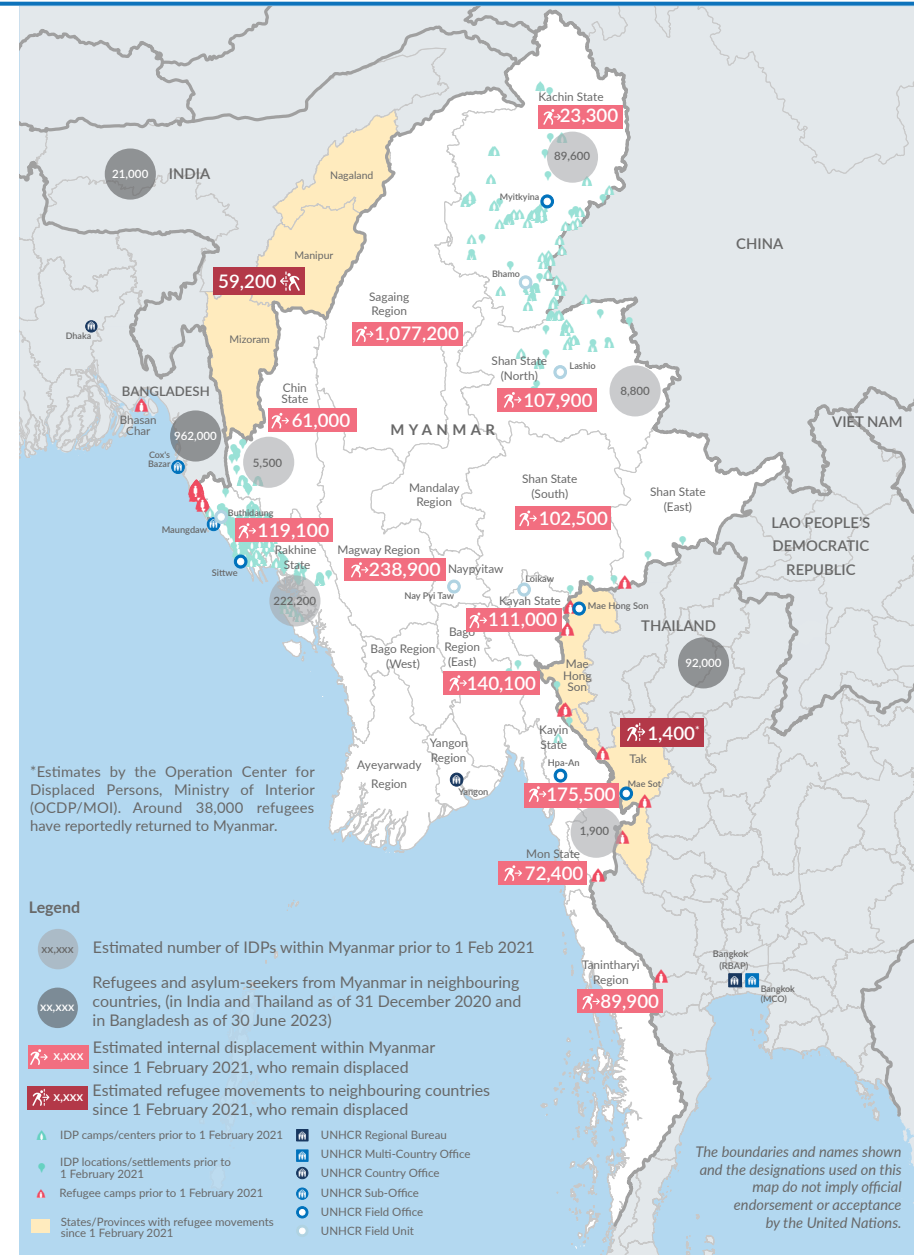 Kachin State
23,300
89,600
21,000
INDIA
Nagaland
Myitkyina
Manipur
CHINA
59,200
Bhamo
Sagaing
Region
1,077,200
Dhaka
Mizoram
Shan State
(North)
Lashio
107,900
8,800
BANGLADESH
Bhasan
Char
Chin
State
61,000
MYANMAR
VIET NAM
962,000
Cox's
Bazar
5,500
Mandalay
Region
Shan State
(South)
102,500
Shan State
(East)
Buthidaung
Maungdaw
119,100
LAO PEOPLE'S
DEMOCRATIC
REPUBLIC
Rakhine
State
Sittwe
Magway Region
238,900
Naypyitaw
Nay Pyi Taw
Loikaw
222,200
Kayah State
111,000
Mae Hong Son
THAILAND
92,000
Bago Region
(West)
Bago
Region
(East)
140,100
Mae
Hong
Son
1,400*
Kayin
State
Tak
Yangon
Region
Ayeyarwady
Region
Yangon
Hpa-An
Mae Sot
175,500
*Estimates by the Operation Center for
Displaced Persons, Ministry of Interior
(OCDP/MOI). Around 38,000 refugees
have reportedly returned to Myanmar.
1,900
Mon State
72,400
Tanintharyi
Region
89,900
Bangkok
(RBAP)
Bangkok
(MCO)
Legend
xx,xxx
Estimated number of IDPs within Myanmar prior to 1 Feb 2021
xx,xxx
Refugees and asylum-seekers from Myanmar in neighbouring
countries, (in India and Thailand as of 31 December 2020 and
in Bangladesh as of 30 June 2023)
x,xxx
Estimated internal displacement within Myanmar
since 1 February 2021, who remain displaced
x,xxx
Estimated refugee movements to neighbouring countries
since 1 February 2021, who remain displaced
IDP camps/centers prior to 1 February 2021
IDP locations/settlements prior to
1 February 2021
Refugee camps prior to 1 February 2021
States/Provinces with refugee movements
since 1 February 2021
UNHCR Regional Bureau
UNHCR Multi-Country Office
UNHCR Country Office
UNHCR Sub-Office
UNHCR Field Office
UNHCR Field Unit
The boundaries and names shown
and the designations used on this
map do not imply official
endorsement or acceptance
by the United Nations.